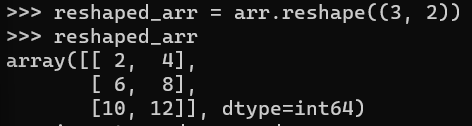 >>> reshaped_arr = arr.reshape((3, 2))
>>> reshaped_arr
array([[ 2,  4],
       [ 6,  8],
       [10, 12]], dtype=int64)